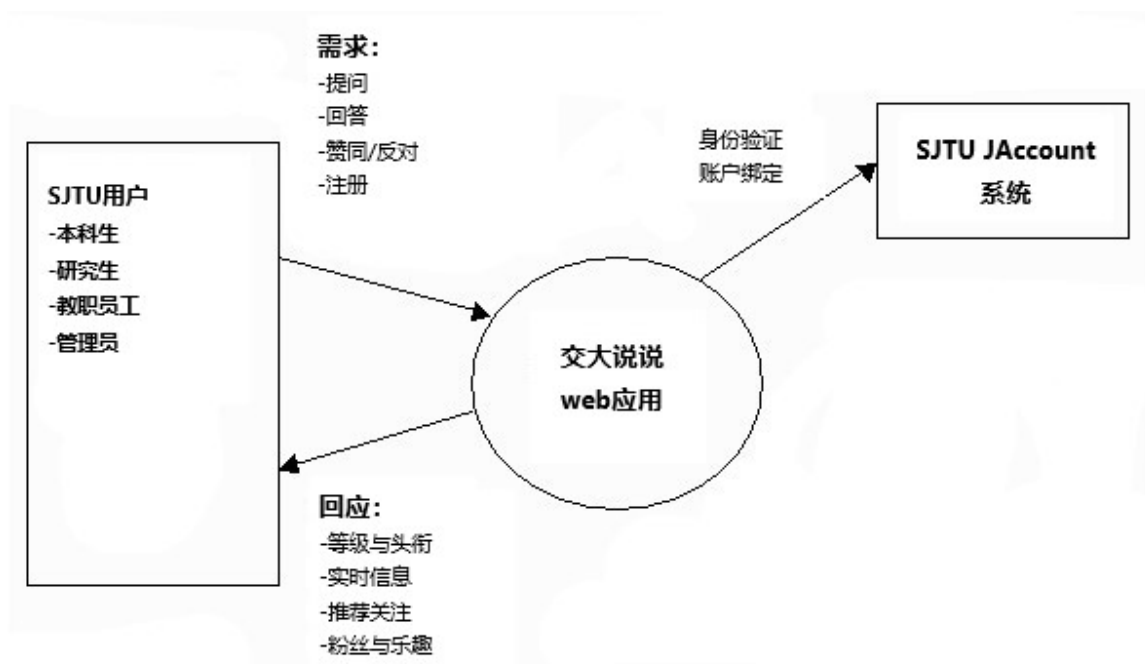 需求：
-提问
-回答
-赞同/反对
-注册
SJTU用户
-本科生
-研究生
-教职员工
-管理员
身份验证
账户绑定
SJTU JAccount
系统
交大说说
web应用
回应：
-等级与头衔
-实时信息
-推荐关注
-粉丝与乐趣